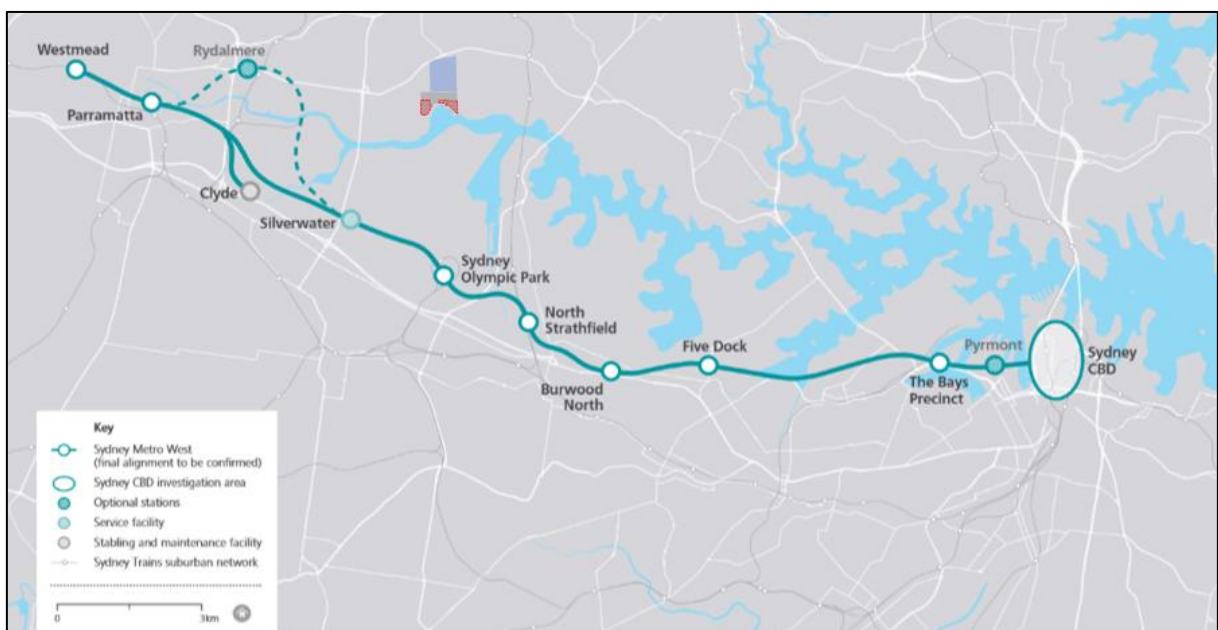 Westmead
Rydalmere
Parramatta
Clyde
Silverwater
Sydney
Olympic Park
North
Strathfield
Five Dock
Burwood
North
Pyrmont
The Bays
Precinct
Sydney
CBD
Key
Sydney Metro West
(final alignment to be confirmed)
Sydney CBD investigation area
Optional stations
Service facility
Stabling and maintenance facility
Sydney Trains suburban network
0
3km